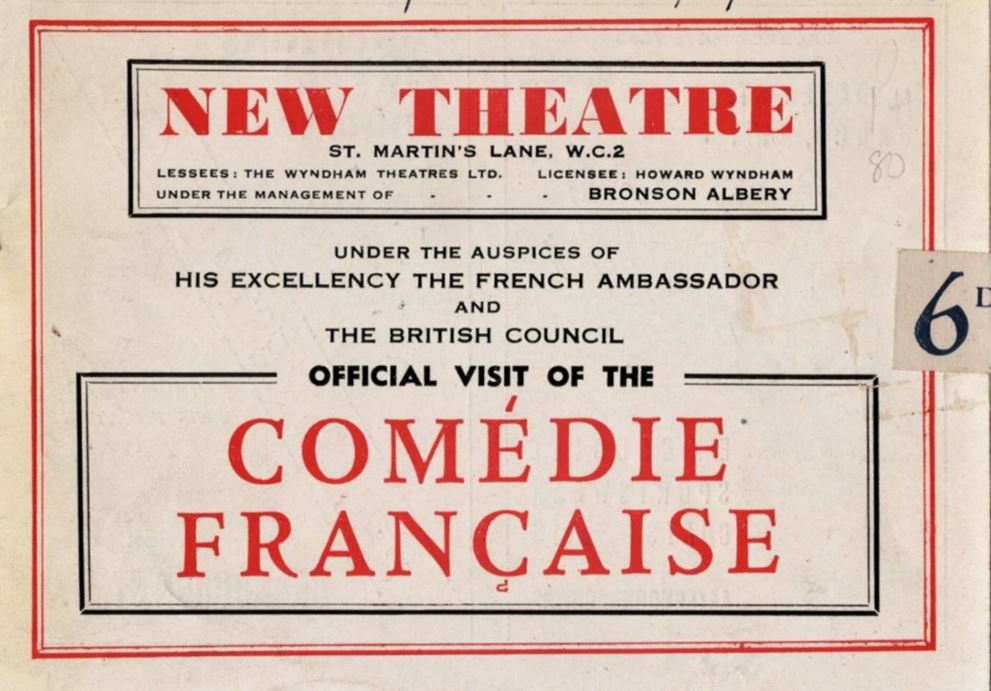 NEW THEATRE
ST. MARTIN'S LANE, W.C.2
LESSEES: THE WYNDHAM THEATRES LTD. LICENSEE: HOWARD WYNDHAM
UNDER THE MANAGEMENT OF - - - BRONSON ALBERY
80
UNDER THE AUSPICES OF
HIS EXCELLENCY THE FRENCH AMBASSADOR
AND
THE BRITISH COUNCIL
6D
OFFICIAL VISIT OF THE
COMÉDIE
FRANÇAISE